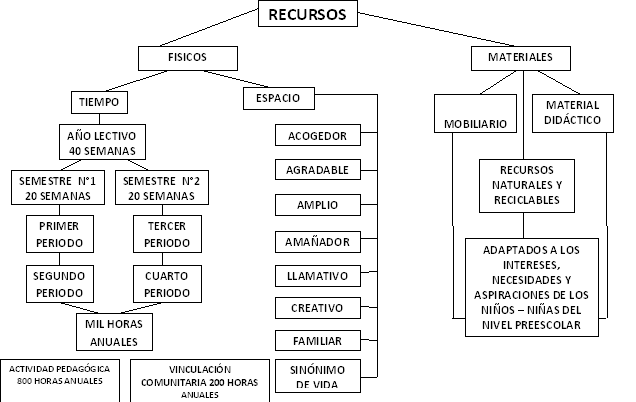 RECURSOS
FISICOS
MATERIALES
TIEMPO
ESPACIO
MOBILIARIO
MATERIAL
DIDÁCTICO
AÑO LECTIVO
40 SEMANAS
ACOGEDOR
AGRADABLE
RECURSOS
NATURALES Y
RECICLABLES
SEMESTRE N°1
20 SEMANAS
SEMESTRE N°2
20 SEMANAS
AMPLIO
PRIMER
PERIODO
TERCER
PERIODO
AMAÑADOR
ADAPTADOS A LOS
INTERESES,
NECESIDADES Y
ASPIRACIONES DE LOS
NIÑOS – NIÑAS DEL
NIVEL PREESCOLAR
SEGUNDO
PERIODO
CUARTO
PERIODO
LLAMATIVO
CREATIVO
MIL HORAS
ANUALES
FAMILIAR
ACTIVIDAD PEDAGÓGICA
800 HORAS ANUALES
VINCULACIÓN
COMUNITARIA 200 HORAS
ANUALES
SINÓNIMO
DE VIDA